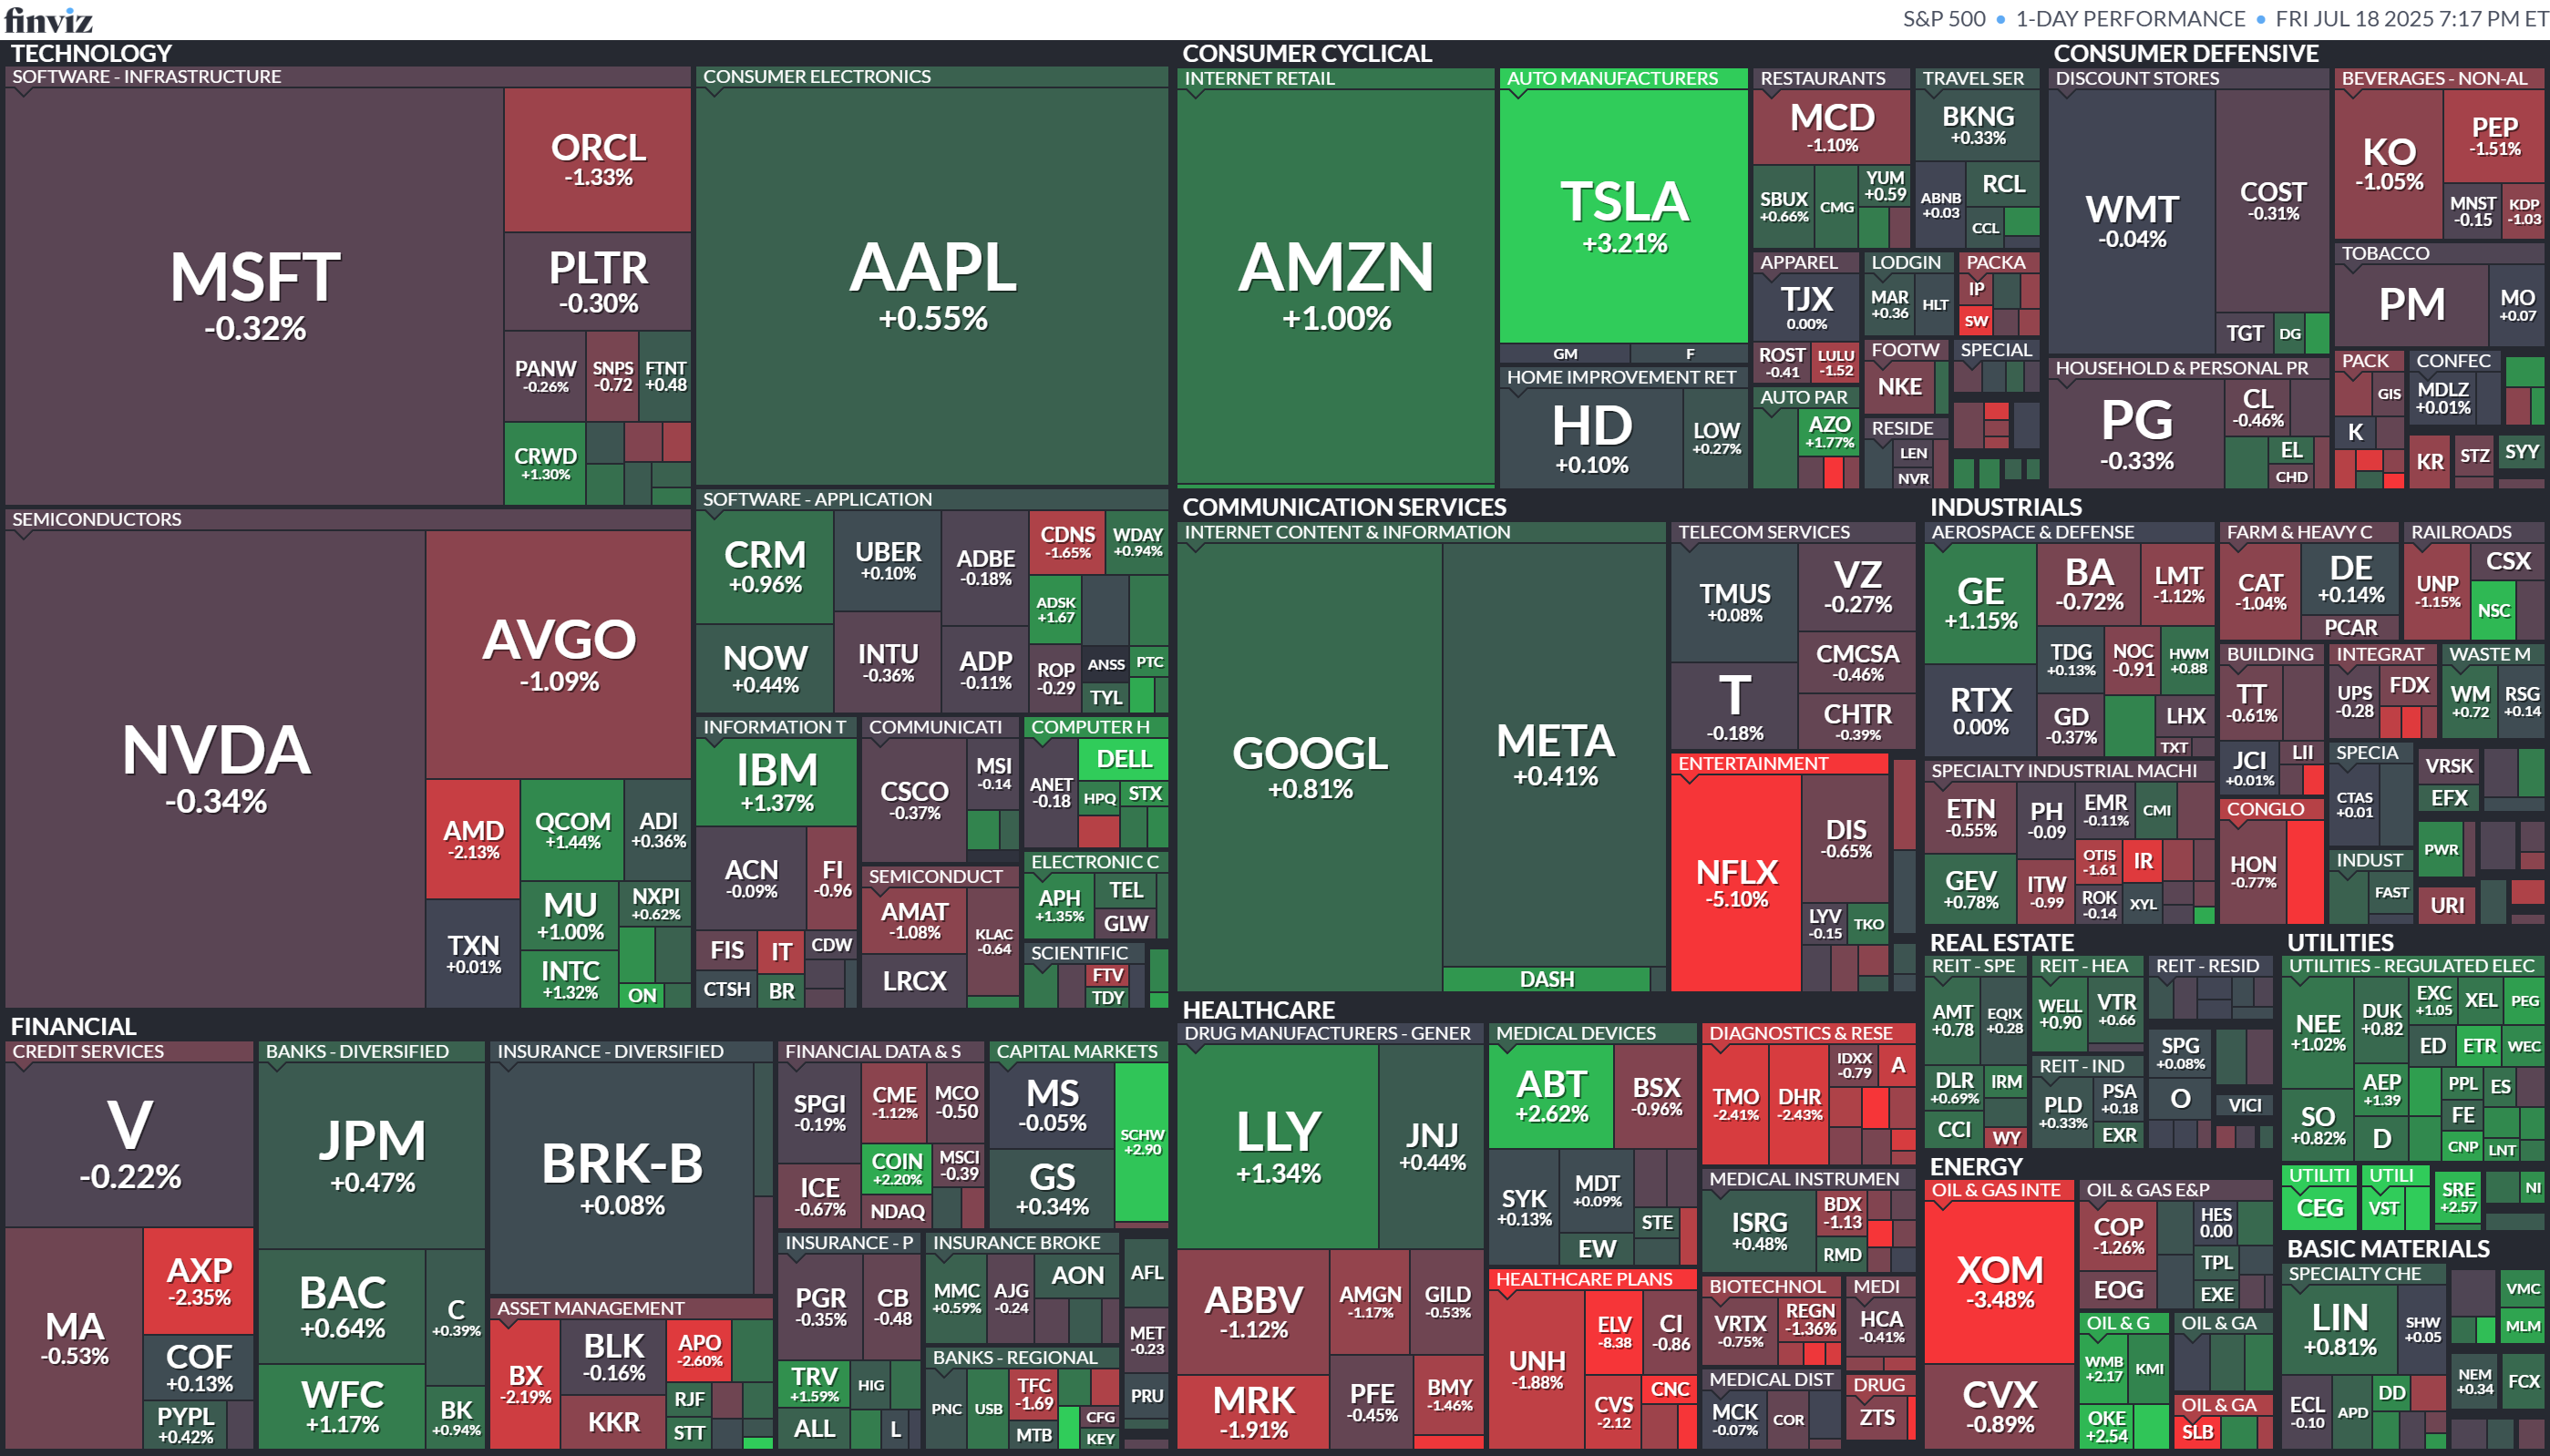 finviz
S&P 500 • 1-DAY PERFORMANCE • FRI JUL 18 2025 7:17 PM ET
TECHNOLOGY
SOFTWARE - INFRASTRUCTURE
MSFT
-0.32%
ORCL
-1.33%
PLTR
-0.30%
PANW
-0.26%
SNPS
-0.72
FTNT
+0.48
CRWD
+1.30%
CONSUMER ELECTRONICS
AAPL
+0.55%
SEMICONDUCTORS
NVDA
-0.34%
AVGO
-1.09%
AMD
-2.13%
QCOM
+1.44%
ADI
+0.36%
TXN
+0.01%
MU
+1.00%
NXPI
+0.62%
INTC
+1.32%
ON
SOFTWARE - APPLICATION
CRM
+0.96%
UBER
+0.10%
ADBE
-0.18%
CDNS
-1.65%
WDAY
+0.94%
NOW
+0.44%
INTU
-0.36%
ADP
-0.11%
ADSK
+1.67
ROP
-0.29
ANSS
PTC
TYL
INFORMATION T
IBM
+1.37%
ACN
-0.09%
FI
-0.96
FIS
IT
CDW
CTSH
BR
COMMUNICATI
CSCO
-0.37%
MSI
-0.14
SEMICONDUCT
AMAT
-1.08%
KLAC
-0.64
LRCX
COMPUTER H
ANET
-0.18
DELL
HPQ
STX
ELECTRONIC C
APH
+1.35%
TEL
GLW
SCIENTIFIC
FTV
TDY
CONSUMER CYCLICAL
INTERNET RETAIL
AMZN
+1.00%
AUTO MANUFACTURERS
TSLA
+3.21%
GM
F
HOME IMPROVEMENT RET
HD
+0.10%
LOW
+0.27%
RESTAURANTS
MCD
-1.10%
SBUX
+0.66%
CMG
YUM
+0.59
TRAVEL SER
BKNG
+0.33%
ABNB
+0.03
RCL
CCL
APPAREL
TJX
0.00%
ROST
-0.41
LULU
-1.52
LODGIN
MAR
+0.36
HLT
PACKA
IP
SW
AUTO PAR
AZO
+1.77%
FOOTW
NKE
SPECIAL
RESIDE
LEN
NVR
CONSUMER DEFENSIVE
DISCOUNT STORES
WMT
-0.04%
COST
-0.31%
TGT
DG
BEVERAGES - NON-AL
KO
-1.05%
PEP
-1.51%
MNST
-0.15
KDP
-1.03
TOBACCO
PM
MO
+0.07
HOUSEHOLD & PERSONAL PR
PG
-0.33%
CL
-0.46%
EL
CHD
PACK
GIS
K
CONFEC
MDLZ
+0.01%
KR
STZ
SYY
COMMUNICATION SERVICES
INTERNET CONTENT & INFORMATION
GOOGL
+0.81%
META
+0.41%
DASH
TELECOM SERVICES
TMUS
+0.08%
VZ
-0.27%
T
-0.18%
CMCSA
-0.46%
CHTR
-0.39%
ENTERTAINMENT
NFLX
-5.10%
DIS
-0.65%
LYV
-0.15
TKO
INDUSTRIALS
AEROSPACE & DEFENSE
GE
+1.15%
BA
-0.72%
LMT
-1.12%
RTX
0.00%
TDG
+0.13%
NOC
-0.91
HWM
+0.88
GD
-0.37%
LHX
TXT
FARM & HEAVY C
CAT
-1.04%
DE
+0.14%
PCAR
RAILROADS
UNP
-1.15%
CSX
NSC
BUILDING
TT
-0.61%
JCI
+0.01%
LII
INTEGRAT
UPS
-0.28
FDX
WASTE M
WM
+0.72
RSG
+0.14
SPECIALTY INDUSTRIAL MACHI
ETN
-0.55%
PH
-0.09
EMR
-0.11%
CMI
GEV
+0.78%
ITW
-0.99
OTIS
-1.61
IR
ROK
-0.14
XYL
CONGLO
HON
-0.77%
SPECIA
CTAS
+0.01
VRSK
EFX
INDUST
FAST
PWR
URI
FINANCIAL
CREDIT SERVICES
V
-0.22%
MA
-0.53%
AXP
-2.35%
COF
+0.13%
PYPL
+0.42%
BANKS - DIVERSIFIED
JPM
+0.47%
BAC
+0.64%
C
+0.39%
WFC
+1.17%
BK
+0.94%
INSURANCE - DIVERSIFIED
BRK-B
+0.08%
ASSET MANAGEMENT
BX
-2.19%
BLK
-0.16%
APO
-2.60%
KKR
RJF
STT
FINANCIAL DATA & S
SPGI
-0.19%
CME
-1.12%
MCO
-0.50
ICE
-0.67%
COIN
+2.20%
MSCI
-0.39
NDAQ
CAPITAL MARKETS
MS
-0.05%
SCHW
+2.90
GS
+0.34%
INSURANCE - P
PGR
-0.35%
CB
-0.48
TRV
+1.59%
HIG
ALL
L
INSURANCE BROKE
MMC
+0.59%
AJG
-0.24
AON
AFL
MET
-0.23
PRU
BANKS - REGIONAL
PNC
USB
TFC
-1.69
MTB
CFG
KEY
HEALTHCARE
DRUG MANUFACTURERS - GENER
LLY
+1.34%
JNJ
+0.44%
ABBV
-1.12%
AMGN
-1.17%
GILD
-0.53%
MRK
-1.91%
PFE
-0.45%
BMY
-1.46%
MEDICAL DEVICES
ABT
+2.62%
BSX
-0.96%
SYK
+0.13%
MDT
+0.09%
EW
STE
DIAGNOSTICS & RESE
TMO
-2.41%
DHR
-2.43%
IDXX
-0.79
A
MEDICAL INSTRUMEN
ISRG
+0.48%
BDX
-1.13
RMD
HEALTHCARE PLANS
UNH
-1.88%
ELV
-8.38
CI
-0.86
CVS
-2.12
CNC
BIOTECHNOL
VRTX
-0.75%
REGN
-1.36%
MEDI
HCA
-0.41%
MEDICAL DIST
MCK
-0.07%
COR
DRUG
ZTS
REAL ESTATE
REIT - SPE
AMT
+0.78
EQIX
+0.28
DLR
+0.69%
IRM
CCI
WY
REIT - HEA
WELL
+0.90
VTR
+0.66
REIT - RESID
REIT - IND
PLD
+0.33%
PSA
+0.18
EXR
SPG
+0.08%
O
VICI
UTILITIES
UTILITIES - REGULATED ELEC
NEE
+1.02%
DUK
+0.82
EXC
+1.05
XEL
PEG
ED
ETR
WEC
SO
+0.82%
AEP
+1.39
PPL
ES
FE
D
CNP
LNT
UTILITI
CEG
UTILI
VST
SRE
+2.57
NI
ENERGY
OIL & GAS INTE
XOM
-3.48%
CVX
-0.89%
OIL & GAS E&P
COP
-1.26%
HES
0.00
TPL
EOG
EXE
OIL & G
WMB
+2.17
KMI
OKE
+2.54
OIL & GA
OIL & GA
SLB
BASIC MATERIALS
SPECIALTY CHE
LIN
+0.81%
SHW
+0.05
ECL
-0.10
APD
DD
VMC
MLM
NEM
+0.34
FCX